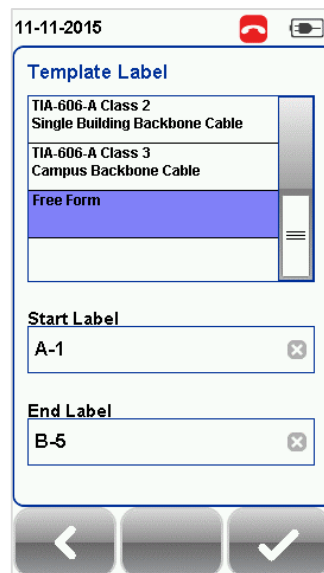 11-11-2015
Template Label
TIA-606-A Class 2
Single Building Backbone Cable
TIA-606-A Class 3
Campus Backbone Cable
Free Form
Start Label
A-1
End Label
B-5